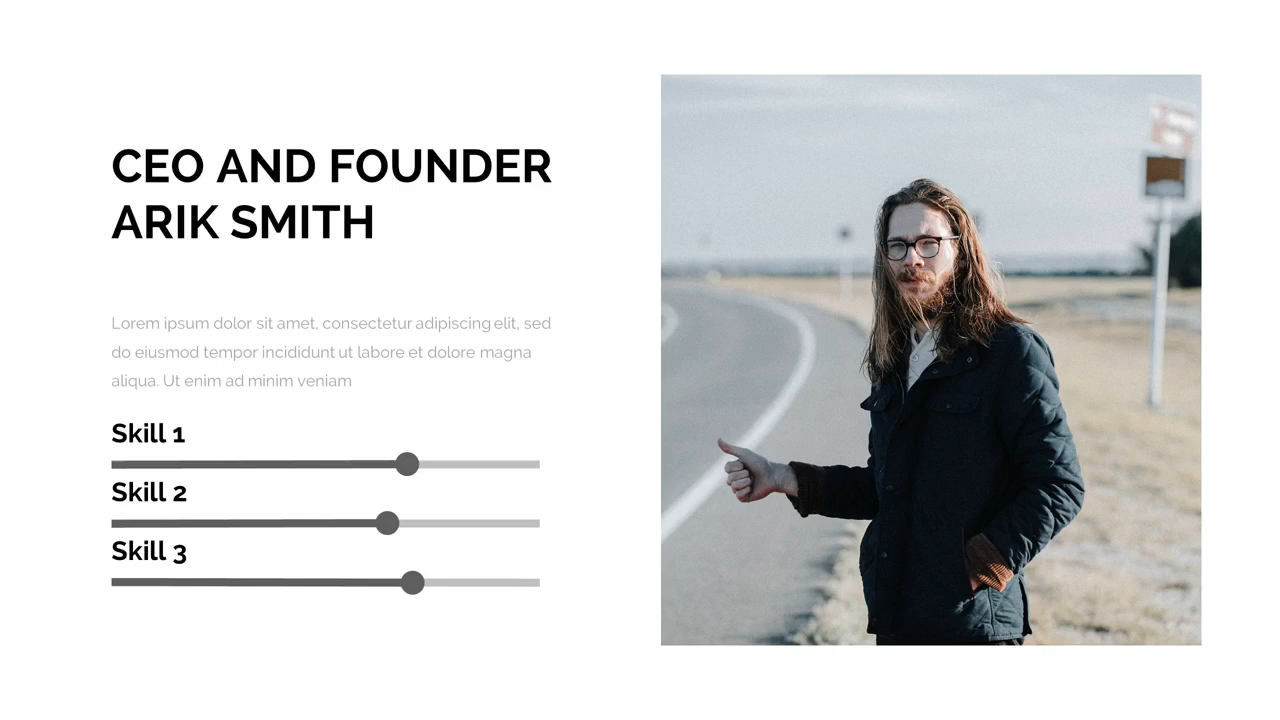 CEO AND FOUNDER
ARIK SMITH
Lorem ipsum dolor sit amet, consectetur adipiscing elit, sed
do eiusmod tempor incididunt ut labore et dolore magna
aliqua. Ut enim ad minim veniam
Skill 1
Skill 2
Skill 3